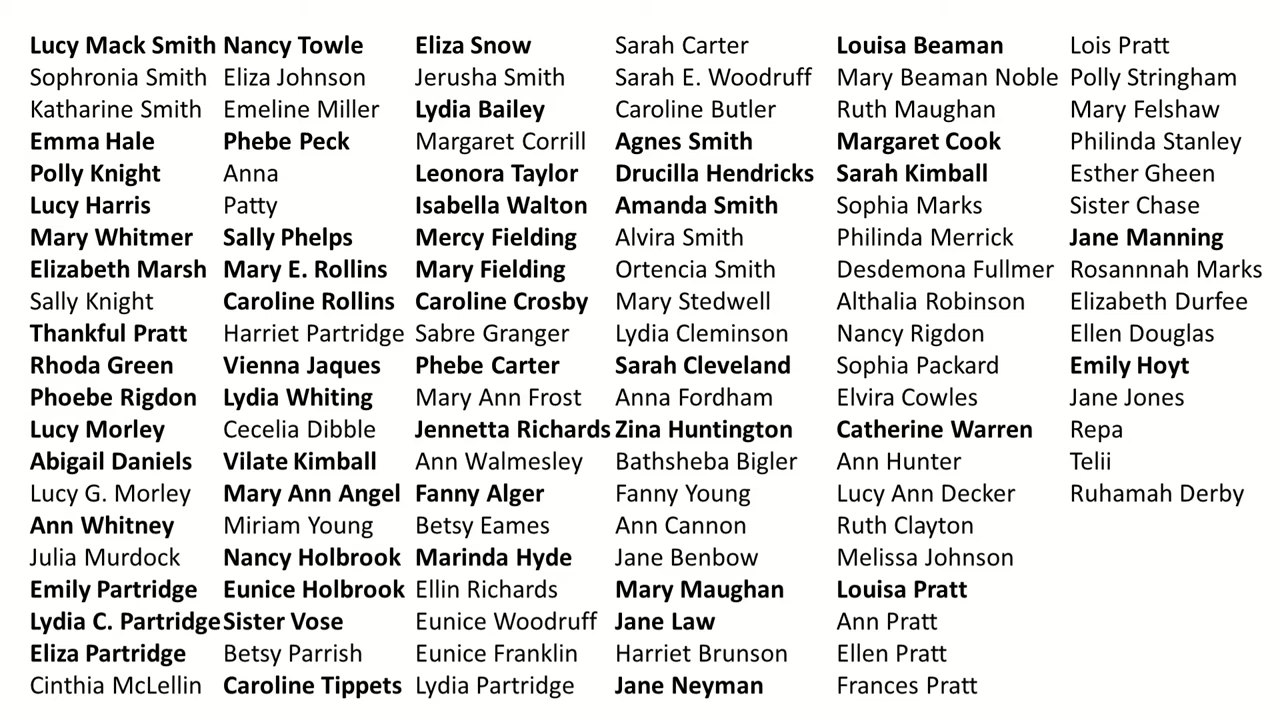 Lucy Mack Smith
Sophronia Smith
Katharine Smith
Emma Hale
Polly Knight
Lucy Harris
Mary Whitmer
Elizabeth Marsh
Sally Knight
Thankful Pratt
Rhoda Green
Phoebe Rigdon
Lucy Morley
Abigail Daniels
Lucy G. Morley
Ann Whitney
Julia Murdock
Emily Partridge
Lydia C. Partridge
Eliza Partridge
Cinthia McLellin
Nancy Towle
Eliza Johnson
Emeline Miller
Phebe Peck
Anna
Patty
Sally Phelps
Mary E. Rollins
Caroline Rollins
Harriet Partridge
Vienna Jaques
Lydia Whiting
Cecelia Dibble
Vilate Kimball
Mary Ann Angel
Miriam Young
Nancy Holbrook
Eunice Holbrook
Sister Vose
Betsy Parrish
Caroline Tippets
Eliza Snow
Jerusha Smith
Lydia Bailey
Margaret Corrill
Leonora Taylor
Isabella Walton
Mercy Fielding
Mary Fielding
Caroline Crosby
Sabre Granger
Phebe Carter
Mary Ann Frost
Jennetta Richards
Ann Walmesley
Fanny Alger
Betsy Eames
Marinda Hyde
Ellin Richards
Eunice Woodruff
Eunice Franklin
Lydia Partridge
Sarah Carter
Sarah E. Woodruff
Caroline Butler
Agnes Smith
Drucilla Hendricks
Amanda Smith
Alvira Smith
Ortencia Smith
Mary Stedwell
Lydia Cleminson
Sarah Cleveland
Anna Fordham
Zina Huntington
Bathsheba Bigler
Fanny Young
Ann Cannon
Jane Benbow
Mary Maughan
Jane Law
Harriet Brunson
Jane Neyman
Louisa Beaman
Mary Beaman Noble
Ruth Maughan
Margaret Cook
Sarah Kimball
Sophia Marks
Philinda Merrick
Desdemona Fullmer
Althalia Robinson
Nancy Rigdon
Sophia Packard
Elvira Cowles
Catherine Warren
Ann Hunter
Lucy Ann Decker
Ruth Clayton
Melissa Johnson
Louisa Pratt
Ann Pratt
Ellen Pratt
Frances Pratt
Lois Pratt
Polly Stringham
Mary Felshaw
Philinda Stanley
Esther Gheen
Sister Chase
Jane Manning
Rosannnah Marks
Elizabeth Durfee
Ellen Douglas
Emily Hoyt
Jane Jones
Repa
Telii
Ruhamah Derby